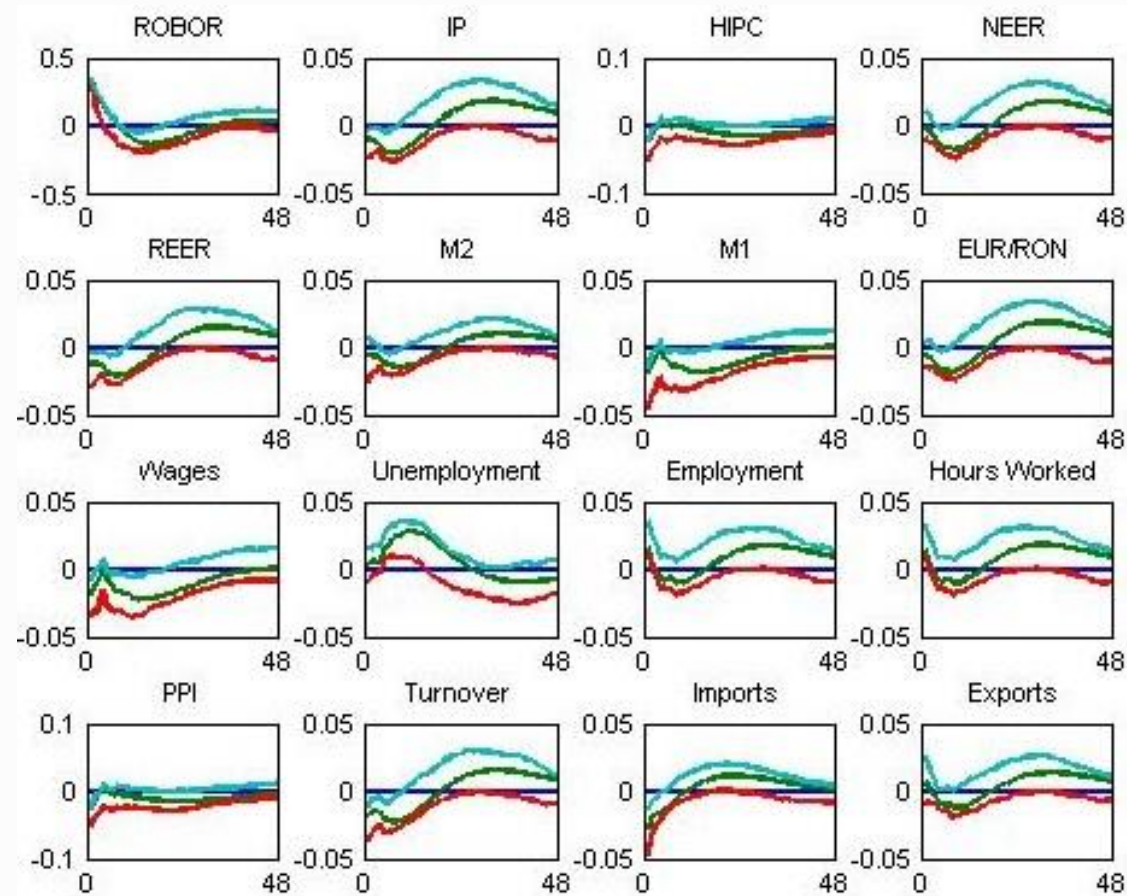 ROBOR IP HIPC NEER
0.5 0.05 0.1 0.05
0 0 0 0
-0.5 -0.05 -0.1 -0.05
0 48 0 48 0 48 0 48
REER M2 M1 EUR/RON
0.05 0.05 0.05 0.05
0 0 0 0
-0.05 -0.05 -0.05 -0.05
0 48 0 48 0 48 0 48
Wages Unemployment Employment Hours Worked
0.05 0.05 0.05 0.05
0 0 0 0
-0.05 -0.05 -0.05 -0.05
0 48 0 48 0 48 0 48
PPI Turnover Imports Exports
0.1 0.05 0.05 0.05
0 0 0 0
-0.1 -0.05 -0.05 -0.05
0 48 0 48 0 48 0 48